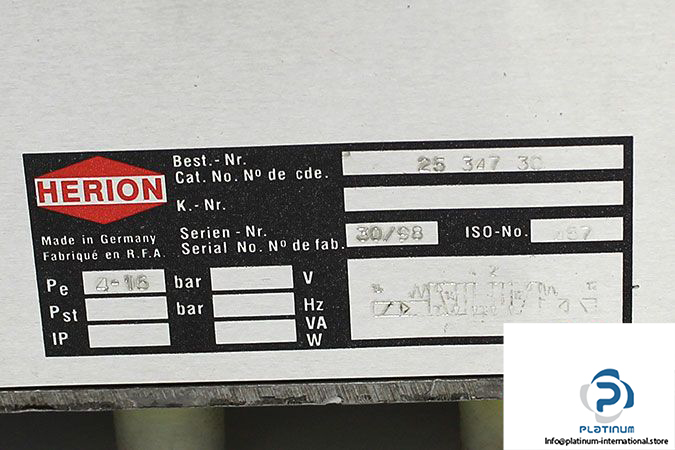 HERION
Made in Germany
Fabriqué en R.F.A.
Best.- Nr.
Cat. No. Nº de cde.
25 347 30
K.- Nr.
Serien - Nr.
Serial No. Nº de fab.
30/98
ISO-No.
Pe 4-16 bar V
Pst bar Hz
IP VA
W
PLATINUM
Info@platinum-international.store